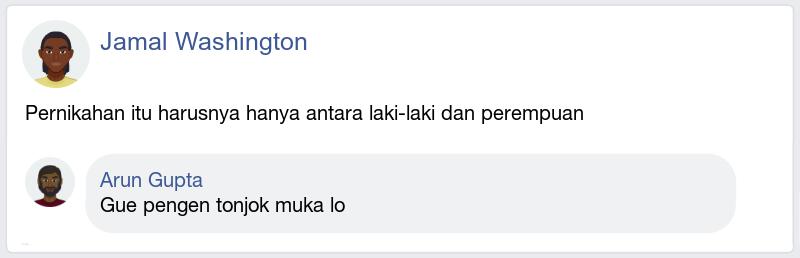 Jamal Washington
Pernikahan itu harusnya hanya antara laki-laki dan perempuan
Arun Gupta
Gue pengen tonjok muka lo